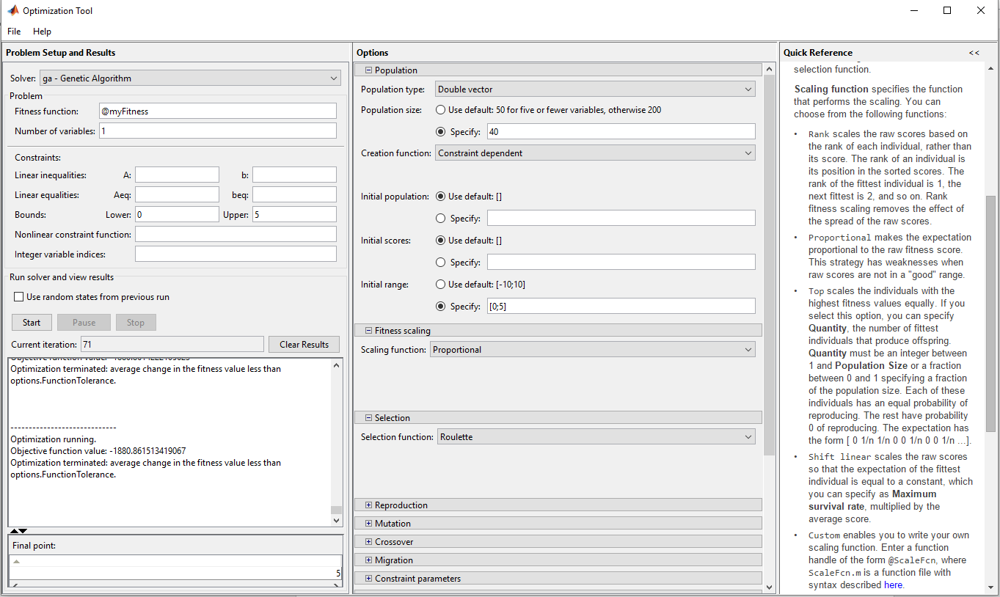 Optimization Tool
File Help
Problem Setup and Results
Solver: ga - Genetic Algorithm
Problem
Fitness function: @myFitness
Number of variables: 1
Constraints:
Linear inequalities: A: b:
Linear equalities: Aeq: beq:
Bounds: Lower: 0 Upper: 5
Nonlinear constraint function:
Integer variable indices:
Run solver and view results
Use random states from previous run
Start Pause Stop
Current iteration: 71 Clear Results
Optimization terminated: average change in the fitness value less than
options.FunctionTolerance.
-----------------------------
Optimization running.
Objective function value: -1880.861513419067
Optimization terminated: average change in the fitness value less than
options.FunctionTolerance.
Final point:
5
Options
Population
Population type: Double vector
Population size: Use default: 50 for five or fewer variables, otherwise 200
Specify: 40
Creation function: Constraint dependent
Initial population: Use default: []
Specify:
Initial scores: Use default: []
Specify:
Initial range: Use default: [-10;10]
Specify: [0;5]
Fitness scaling
Scaling function: Proportional
Selection
Selection function: Roulette
Reproduction
Mutation
Crossover
Migration
Constraint parameters
Quick Reference <<
selection function.
Scaling function specifies the function
that performs the scaling. You can
choose from the following functions:
• Rank scales the raw scores based on
the rank of each individual, rather than
its score. The rank of an individual is
its position in the sorted scores. The
rank of the fittest individual is 1, the
next fittest is 2, and so on. Rank
fitness scaling removes the effect of
the spread of the raw scores.
• Proportional makes the expectation
proportional to the raw fitness score.
This strategy has weaknesses when
raw scores are not in a "good" range.
• Top scales the individuals with the
highest fitness values equally. If you
select this option, you can specify
Quantity, the number of fittest
individuals that produce offspring.
Quantity must be an integer between
1 and Population Size or a fraction
between 0 and 1 specifying a fraction
of the population size. Each of these
individuals has an equal probability of
reproducing. The rest have probability
0 of reproducing. The expectation has
the form [ 0 1/n 1/n 0 0 1/n 0 0 1/n ...].
• Shift linear scales the raw scores
so that the expectation of the fittest
individual is equal to a constant, which
you can specify as Maximum
survival rate, multiplied by the
average score.
• Custom enables you to write your own
scaling function. Enter a function
handle of the form @ScaleFcn, where
ScaleFcn.m is a function file with
syntax described here.